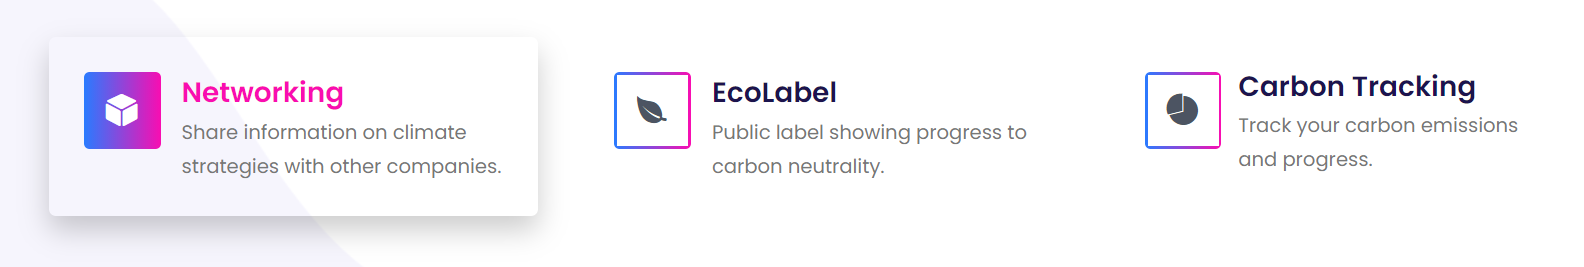 Networking
Share information on climate
strategies with other companies.
EcoLabel
Public label showing progress to
carbon neutrality.
Carbon Tracking
Track your carbon emissions
and progress.